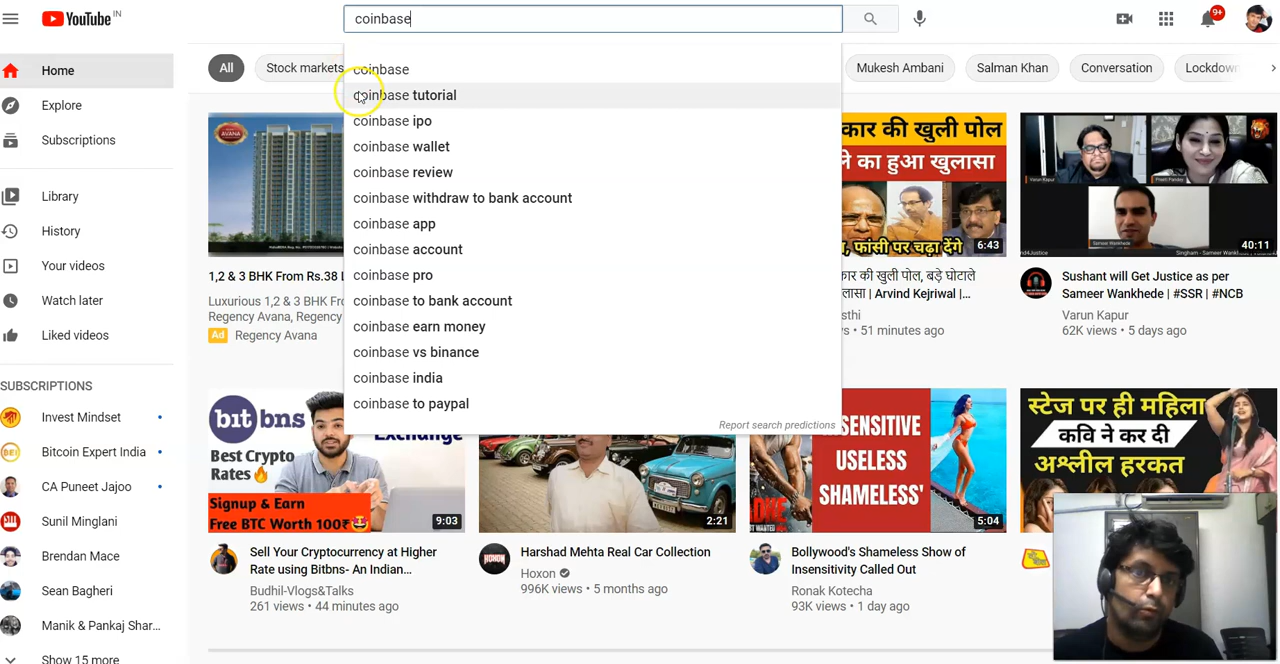 YouTube IN
coinbase
9+
Home
Explore
Subscriptions
Library
History
Your videos
Watch later
Liked videos
SUBSCRIPTIONS
Invest Mindset
Bitcoin Expert India
CA Puneet Jajoo
Sunil Minglani
Brendan Mace
Sean Bagheri
Manik & Pankaj Shar...
Show 15 more
All
Stock markets
Mukesh Ambani
Salman Khan
Conversation
Lockdown
coinbase
coinbase tutorial
coinbase ipo
coinbase wallet
coinbase review
coinbase withdraw to bank account
coinbase app
coinbase account
coinbase pro
coinbase to bank account
coinbase earn money
coinbase vs binance
coinbase india
coinbase to paypal
Report search predictions
AVANA
1,2 & 3 BHK From Rs.38 L
Luxurious 1,2 & 3 BHK
Regency Avana, Regency
Ad Regency Avana
कार की खुली पोल
ने का हुआ खुलासा
फांसी पर चढ़ा देंगे
6:43
कार की खुली पोल, बड़े घोटाले
लासा | Arvind Kejriwal |...
51 minutes ago
Varun Kapur
Preeti Pandey
Sameer Wankhede
40:11
Sushant will Get Justice as per
Sameer Wankhede | #SSR | #NCB
Varun Kapur
62K views • 5 days ago
bitbns
Exchange
Best Crypto
Rates
Signup & Earn
Free BTC Worth 100₹
9:03
Sell Your Cryptocurrency at Higher
Rate using Bitbns- An Indian...
Budhil-Vlogs&Talks
261 views • 44 minutes ago
2:21
Harshad Mehta Real Car Collection
Hoxon
996K views • 5 months ago
SENSITIVE
USELESS
SHAMELESS'
5:04
Bollywood's Shameless Show of
Insensitivity Called Out
Ronak Kotecha
93K views • 1 day ago
स्टेज पर ही महिला
कवि ने कर दी
अश्लील हरकत